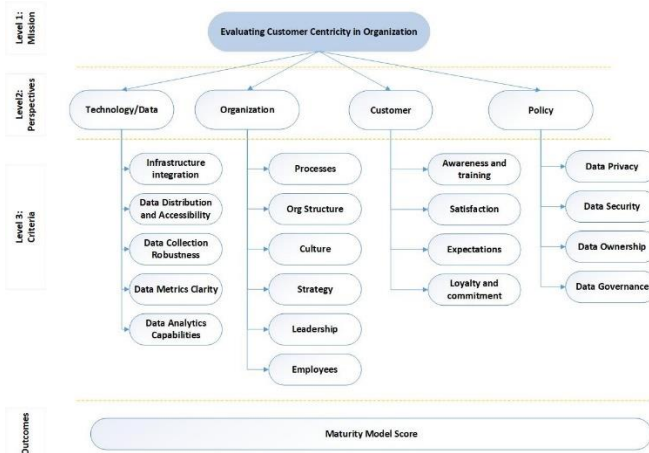 Level 1:
Mission
Evaluating Customer Centricity in Organization
Level2:
Perspectives
Technology/Data
Organization
Customer
Policy
Level 3:
Criteria
Infrastructure
integration
Data Distribution
and Accessibility
Data Collection
Robustness
Data Metrics Clarity
Data Analytics
Capabilities
Processes
Org Structure
Culture
Strategy
Leadership
Employees
Awareness and
training
Satisfaction
Expectations
Loyalty and
commitment
Data Privacy
Data Security
Data Ownership
Data Governance
Outcomes
Maturity Model Score